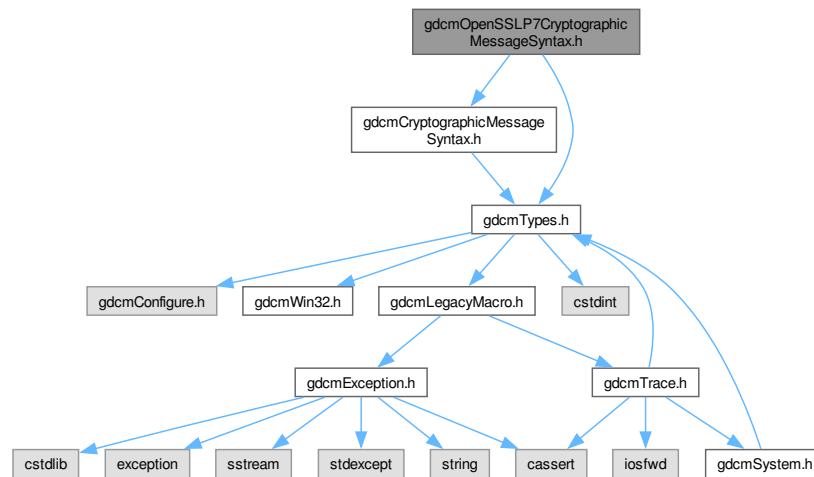 gdcmOpenSSLP7Cryptographic
MessageSyntax.h
gdcmCryptographicMessage
Syntax.h
gdcmTypes.h
gdcmConfigure.h
gdcmWin32.h
gdcmLegacyMacro.h
cstdint
gdcmException.h
gdcmTrace.h
cstdlib
exception
sstream
stdexcept
string
cassert
iosfwd
gdcmSystem.h